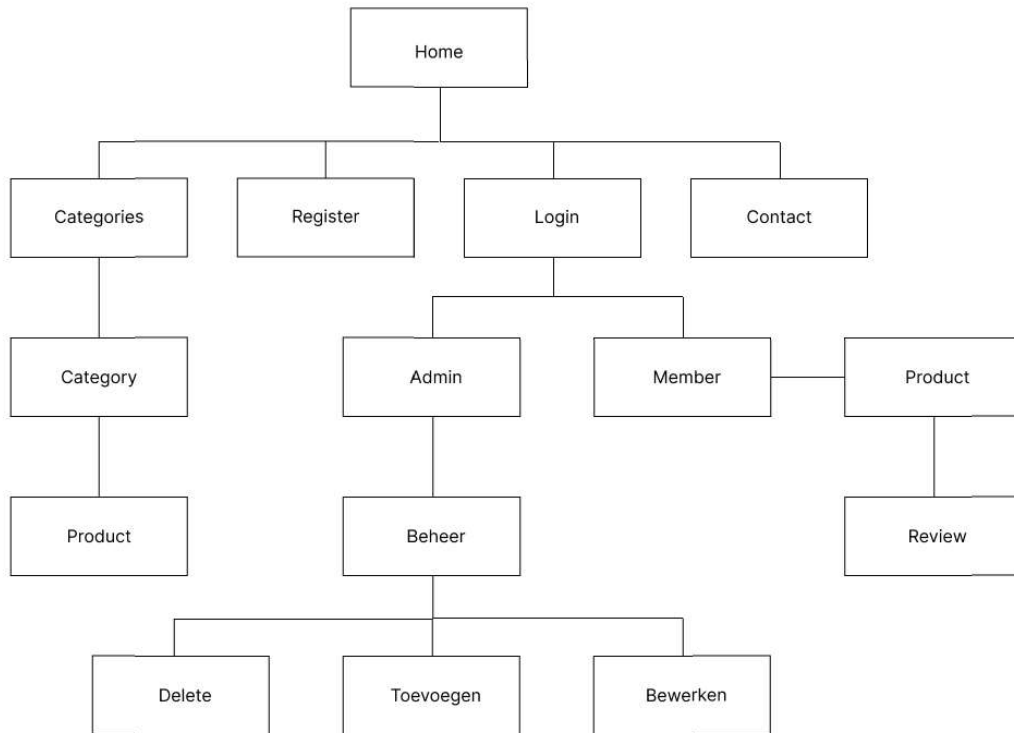 Home
Categories
Register
Login
Contact
Category
Admin
Member
Product
Product
Beheer
Review
Delete
Toevoegen
Bewerken